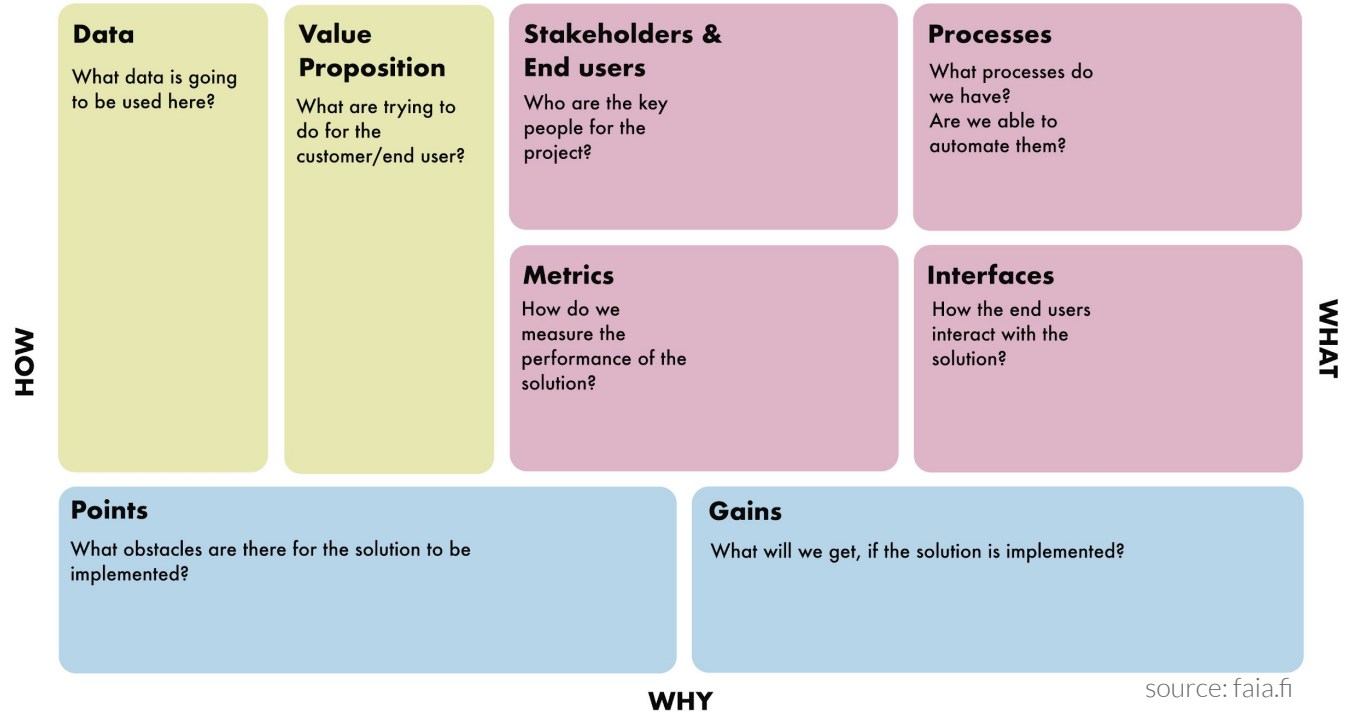 Data
What data is going
to be used here?
Value
Proposition
What are trying to
do for the
customer/end user?
Stakeholders &
End users
Who are the key
people for the
project?
Processes
What processes do
we have?
Are we able to
automate them?
Metrics
How do we
measure the
performance of the
solution?
Interfaces
How the end users
interact with the
solution?
HOW
WHAT
Points
What obstacles are there for the solution to be
implemented?
Gains
What will we get, if the solution is implemented?
source: faia.fi
WHY